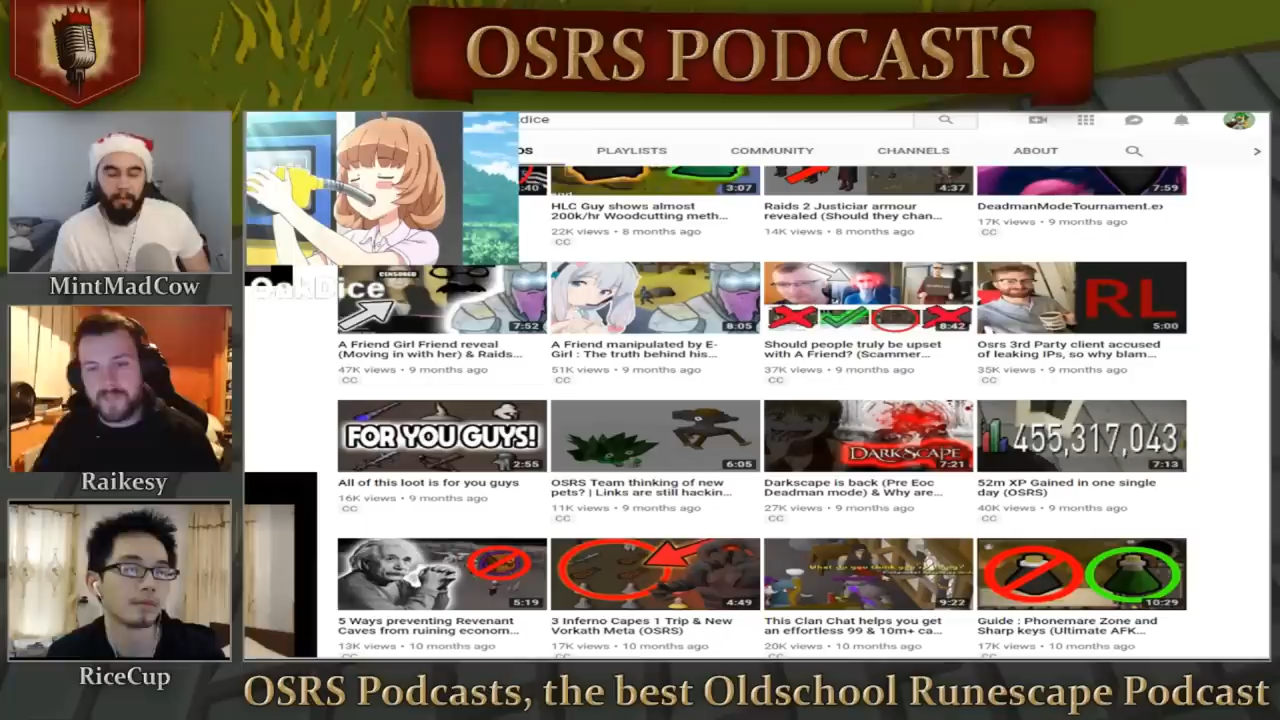 OSRS PODCASTS
MintMadCow
Raikesy
RiceCup
dice
PLAYLISTS
COMMUNITY
CHANNELS
ABOUT
3:07
4:37
7:59
HLC Guy shows almost
200k/hr Woodcutting meth...
22K views • 8 months ago
CC
Raids 2 Justiciar armour
revealed (Should they chan...
14K views • 8 months ago
DeadmanModeTournament.ex
17K views • 9 months ago
CC
OakDice
CENSORED
7:52
8:05
8:42
RL
5:00
A Friend Girl Friend reveal
(Moving in with her) & Raids...
47K views • 9 months ago
CC
A Friend manipulated by E-
Girl : The truth behind his...
51K views • 9 months ago
CC
Should people truly be upset
with A Friend? (Scammer...
37K views • 9 months ago
CC
Osrs 3rd Party client accused
of leaking IPs, so why blam...
35K views • 9 months ago
CC
FOR YOU GUYS!
2:55
6:05
DARKSCAPE
7:21
455,317,043
7:13
All of this loot is for you guys
16K views • 9 months ago
CC
OSRS Team thinking of new
pets? | Links are still hackin...
11K views • 9 months ago
CC
Darkscape is back (Pre Eoc
Deadman mode) & Why are...
27K views • 9 months ago
CC
52m XP Gained in one single
day (OSRS)
40K views • 9 months ago
CC
5:19
4:49
9:22
10:29
5 Ways preventing Revenant
Caves from ruining econom...
13K views • 10 months ago
3 Inferno Capes 1 Trip & New
Vorkath Meta (OSRS)
17K views • 10 months ago
This Clan Chat helps you get
an effortless 99 & 10m+ ca...
20K views • 10 months ago
Guide : Phonemare Zone and
Sharp keys (Ultimate AFK...
17K views • 10 months ago
OSRS Podcasts, the best Oldschool Runescape Podcast